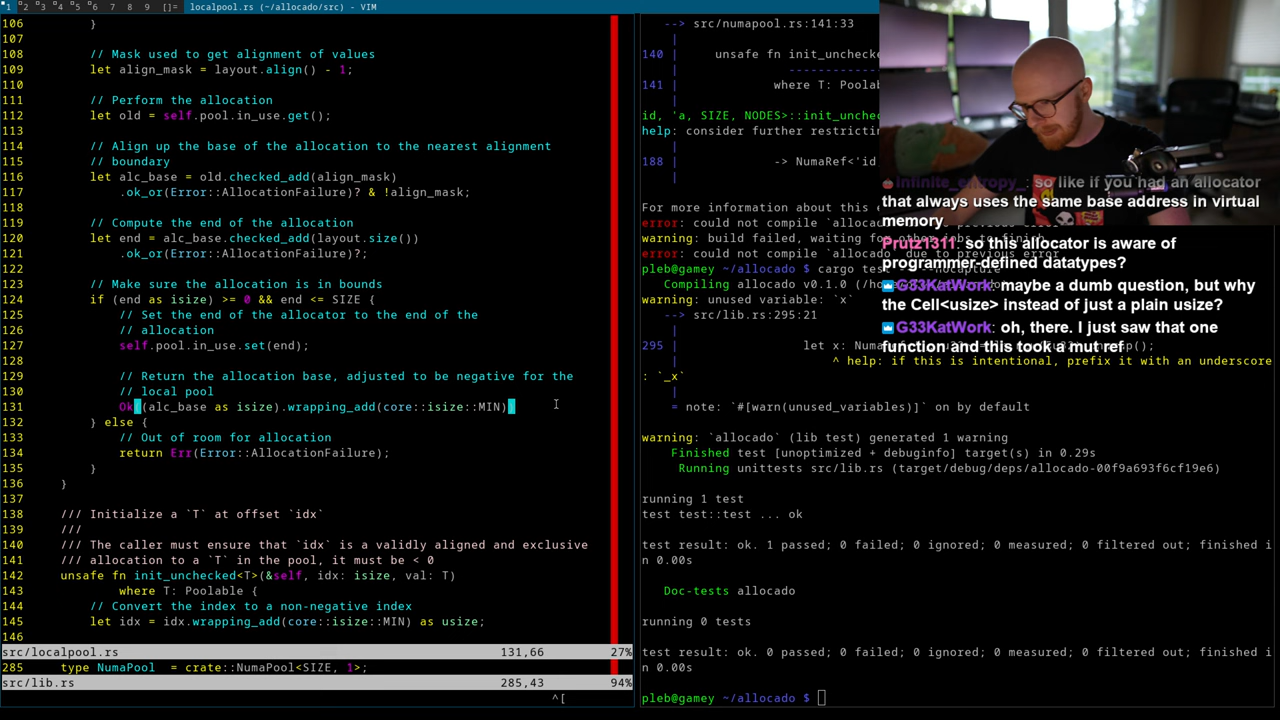 1 2 3 4 5 6 7 8 9 []= localpool.rs (~/allocado/src) - VIM
106         }
107
108         // Mask used to get alignment of values
109         let align_mask = layout.align() - 1;
110
111         // Perform the allocation
112         let old = self.pool.in_use.get();
113
114         // Align up the base of the allocation to the nearest alignment
115         // boundary
116         let alc_base = old.checked_add(align_mask)
117             .ok_or(Error::AllocationFailure)? & !align_mask;
118
119         // Compute the end of the allocation
120         let end = alc_base.checked_add(layout.size())
121             .ok_or(Error::AllocationFailure)?;
122
123         // Make sure the allocation is in bounds
124         if (end as isize) >= 0 && end <= SIZE {
125             // Set the end of the allocator to the end of the
126             // allocation
127             self.pool.in_use.set(end);
128
129             // Return the allocation base, adjusted to be negative for the
130             // local pool
131             Ok((alc_base as isize).wrapping_add(core::isize::MIN))
132         } else {
133             // Out of room for allocation
134             return Err(Error::AllocationFailure);
135         }
136     }
137
138     /// Initialize a `T` at offset `idx`
139     ///
140     /// The caller must ensure that `idx` is a validly aligned and exclusive
141     /// allocation to a `T` in the pool, it must be < 0
142     unsafe fn init_unchecked<T>(&self, idx: isize, val: T)
143             where T: Poolable {
144         // Convert the index to a non-negative index
145         let idx = idx.wrapping_add(core::isize::MIN) as usize;
146
src/localpool.rs 131,66 27%
285     type NumaPool  = crate::NumaPool<SIZE, 1>;
src/lib.rs 285,43 94%
^[
--> src/numapool.rs:141:33
|
140 |     unsafe fn init_unche
|               ------------
141 |             where T: Poola
|
id, 'a, SIZE, NODES>::init_unche
help: consider further restricti
|
188 |             -> NumaRef<'id
|
For more information about this e
error: could not compile `allocad
warning: build failed, waiting
error: could not compile `allocado` due to previous error
pleb@gamey ~/allocado $ cargo test -- --nocapture
Compiling allocado v0.1.0 (/ho
warning: unused variable: `x`
--> src/lib.rs:295:21
|
295 |         let x: Numa
|             ^ help: if this is intentional, prefix it with an underscore
: `_x`
|
= note: `#[warn(unused_variables)]` on by default
warning: `allocado` (lib test) generated 1 warning
Finished test [unoptimized + debuginfo] target(s) in 0.29s
Running unittests src/lib.rs (target/debug/deps/allocado-00f9a693f6cf19e6)
running 1 test
test test::test ... ok
test result: ok. 1 passed; 0 failed; 0 ignored; 0 measured; 0 filtered out; finished i
n 0.00s
Doc-tests allocado
running 0 tests
test result: ok. 0 passed; 0 failed; 0 ignored; 0 measured; 0 filtered out; finished i
n 0.00s
pleb@gamey ~/allocado $
infinite_entropy_: so like if you had an allocator
that always uses the same base address in virtual
memory
Prutz1311: so this allocator is aware of
programmer-defined datatypes?
G33KatWork: maybe a dumb question, but why
the Cell<usize> instead of just a plain usize?
G33KatWork: oh, there. I just saw that one
function and this took a mut ref